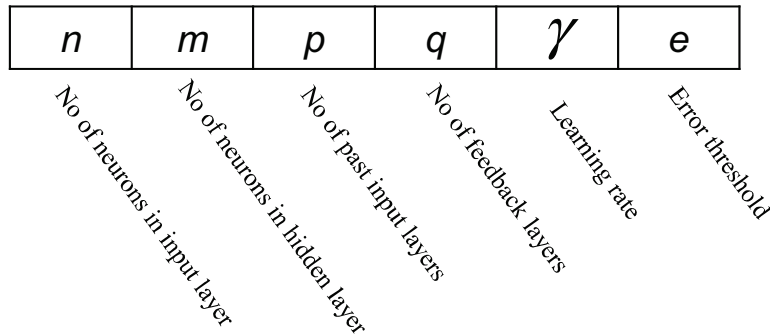 n m p q γ e
No of neurons in input layer
No of neurons in hidden layer
No of past input layers
No of feedback layers
Learning rate
Error threshold